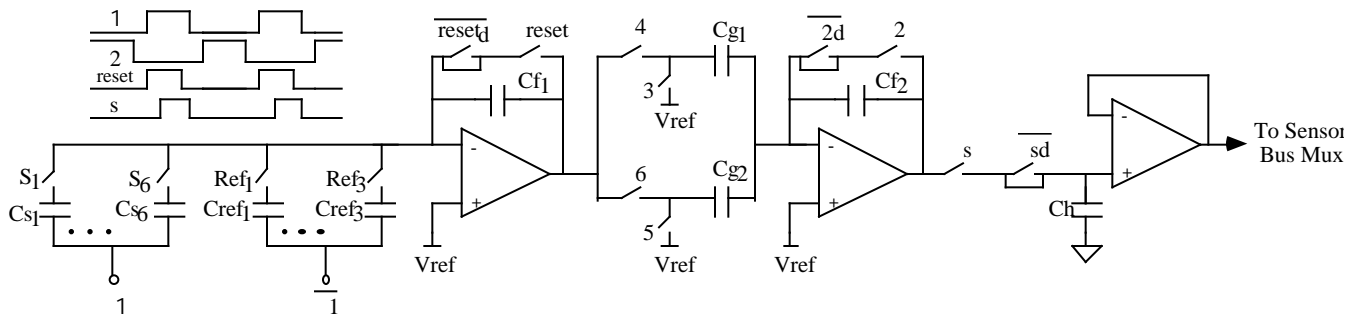 1
2
reset
s
S1
S6
Ref1
Ref3
Cs1
Cs6
Cref1
Cref3
1
1
resetd
reset
Cf1
Vref
4
3
Vref
Cg1
6
5
Vref
Cg2
2d
2
Cf2
Vref
s
sd
Ch
-
+
-
+
-
+
To Sensor
Bus Mux